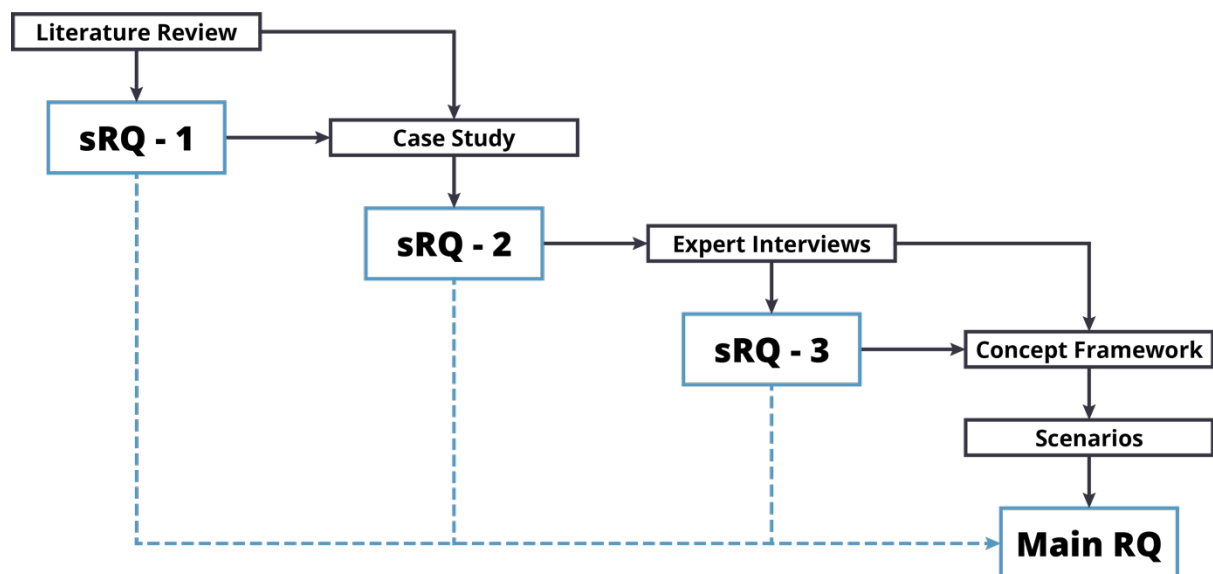 Literature Review
sRQ - 1
Case Study
sRQ - 2
Expert Interviews
sRQ - 3
Concept Framework
Scenarios
Main RQ